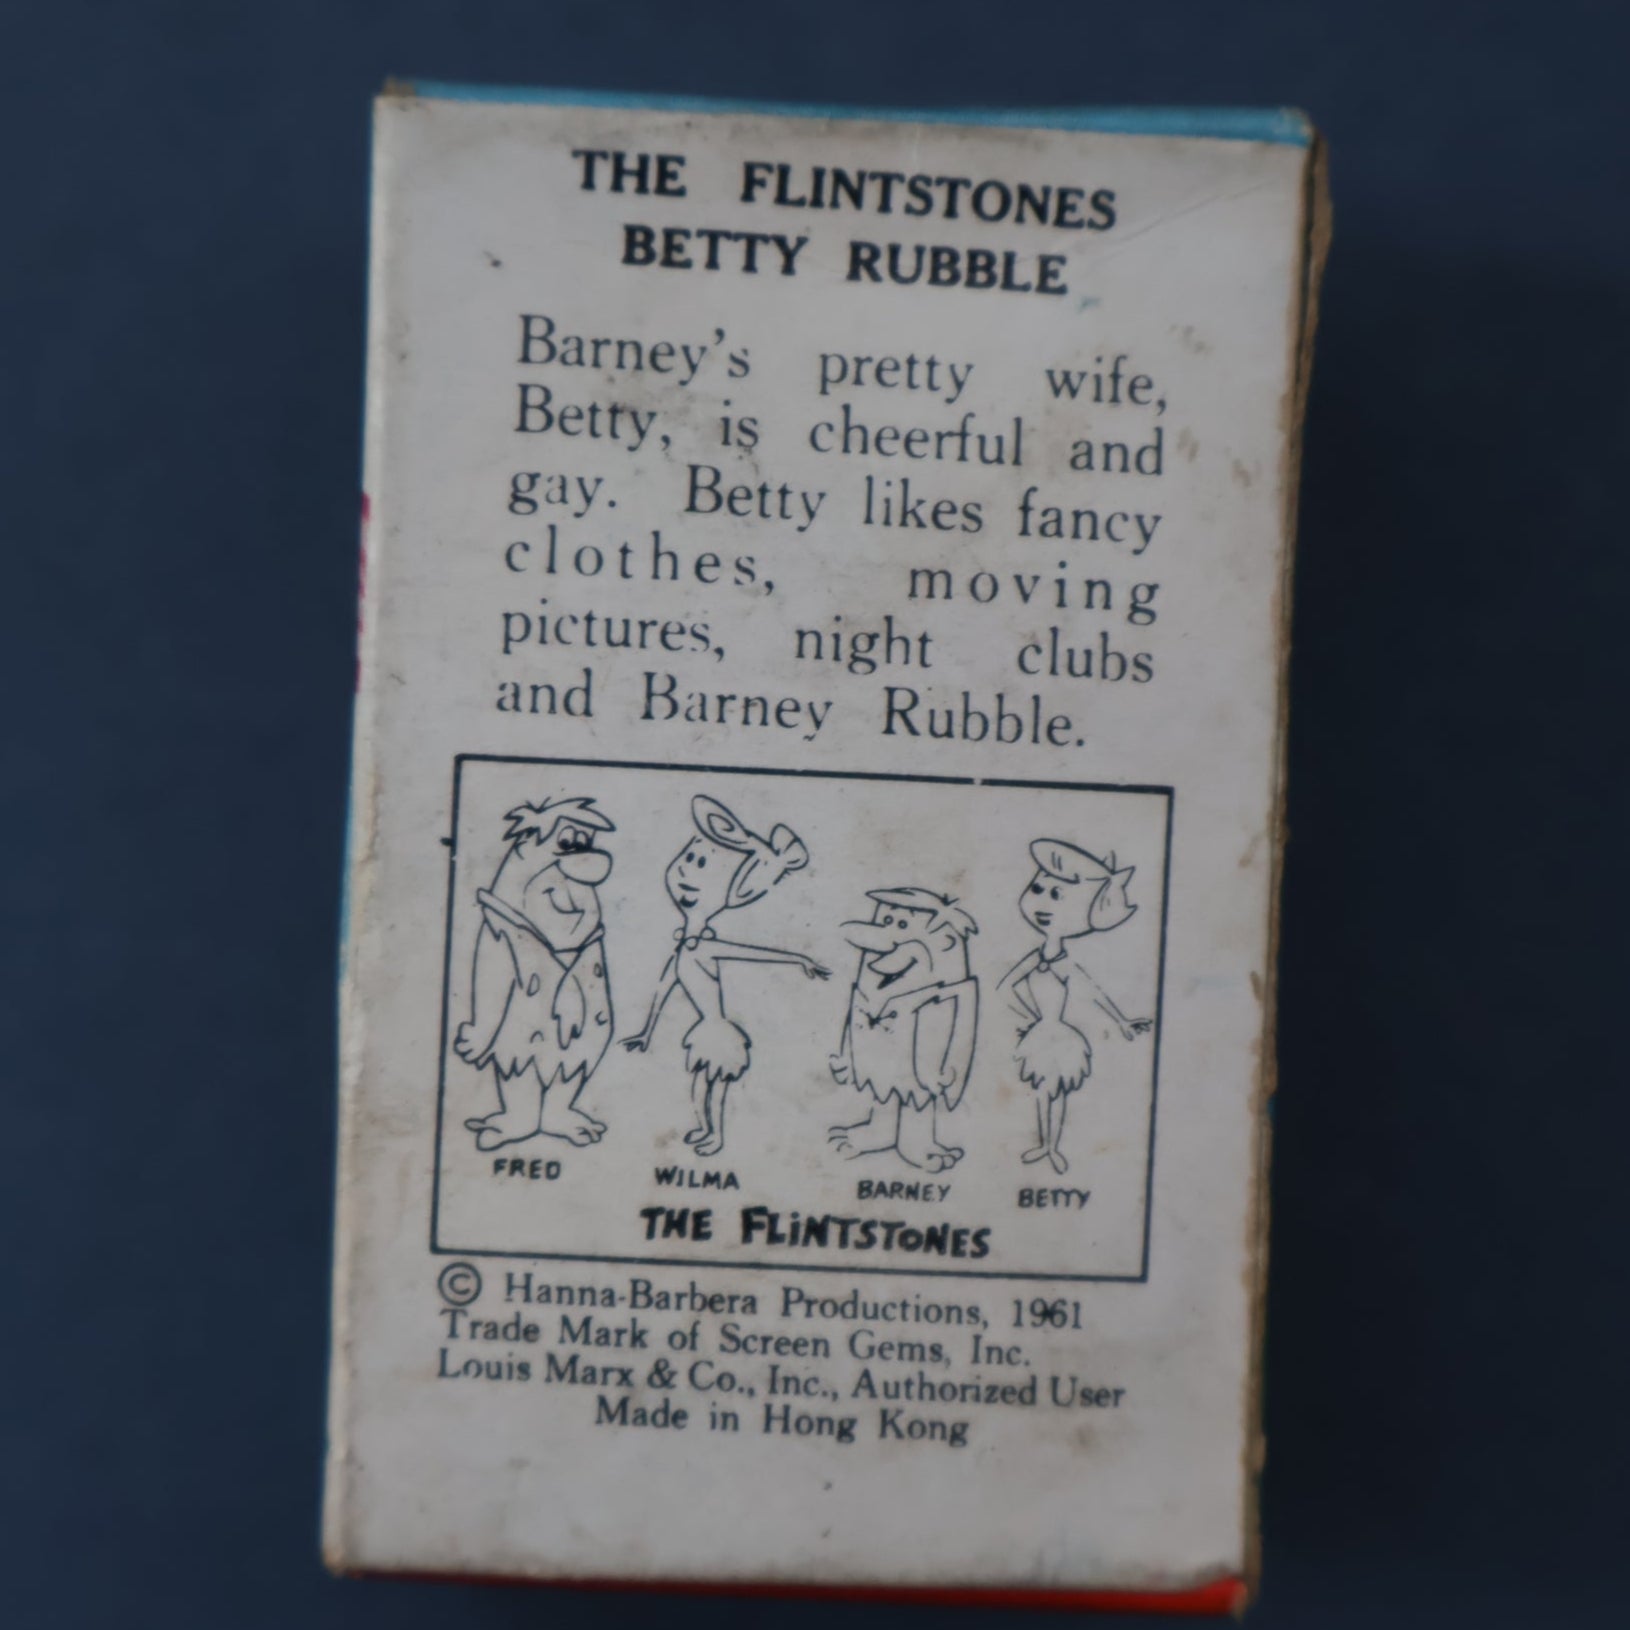 THE FLINTSTONES
BETTY RUBBLE
Barney's pretty wife,
Betty, is cheerful and
gay. Betty likes fancy
clothes, moving
pictures, night clubs
and Barney Rubble.
FRED WILMA BARNEY BETTY
THE FLiNTSTONES
© Hanna-Barbera Productions, 1961
Trade Mark of Screen Gems, Inc.
Louis Marx & Co., Inc., Authorized User
Made in Hong Kong